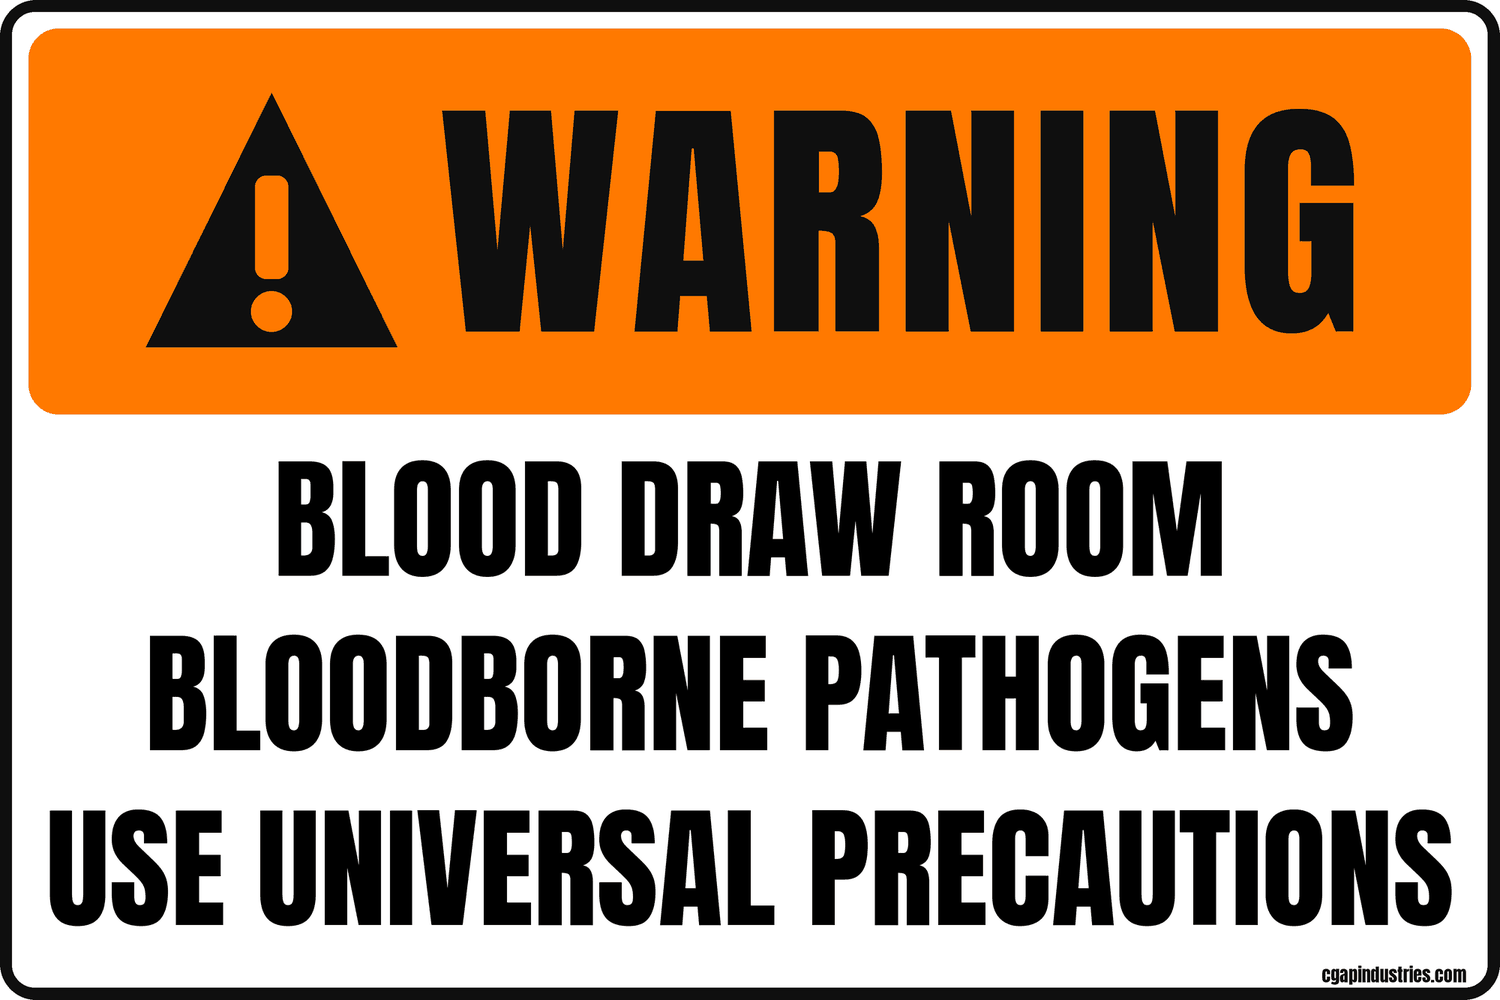 WARNING
BLOOD DRAW ROOM
BLOODBORNE PATHOGENS
USE UNIVERSAL PRECAUTIONS
cgapindustries.com